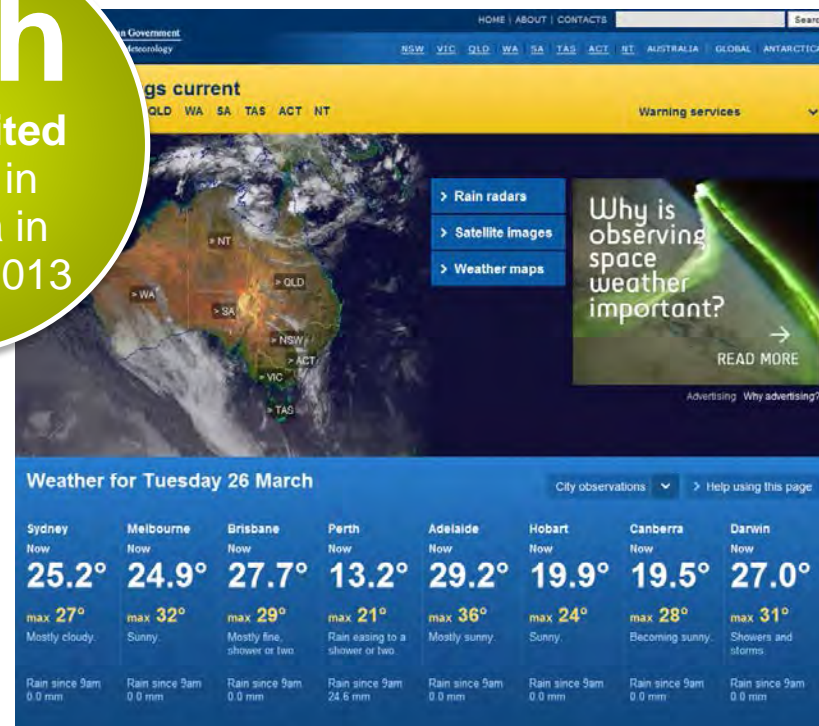 h
ted
in
in
013
n Government
Meteorology
HOME | ABOUT | CONTACTS
NSW VIC QLD WA SA TAS ACT NT AUSTRALIA GLOBAL ANTARCTICA
gs current
QLD WA SA TAS ACT NT
Warning services
> NT
> QLD
> WA
> SA
> NSW
> ACT
> VIC
> TAS
> Rain radars
> Satellite images
> Weather maps
Why is
observing
space
weather
important?
→
READ MORE
Advertising Why advertising?
Weather for Tuesday 26 March
City observations
> Help using this page
Sydney Melbourne Brisbane Perth Adelaide Hobart Canberra Darwin
Now Now Now Now Now Now Now Now
25.2° 24.9° 27.7° 13.2° 29.2° 19.9° 19.5° 27.0°
max 27° max 32° max 29° max 21° max 36° max 24° max 28° max 31°
Mostly cloudy. Sunny. Mostly fine, Rain easing to a Mostly sunny. Sunny. Becoming sunny. Showers and
shower or two. shower or two. storms.
Rain since 9am Rain since 9am Rain since 9am Rain since 9am Rain since 9am Rain since 9am Rain since 9am Rain since 9am
0.0 mm 0.0 mm 0.0 mm 24.6 mm 0.0 mm 0.0 mm 0.0 mm 0.0 mm